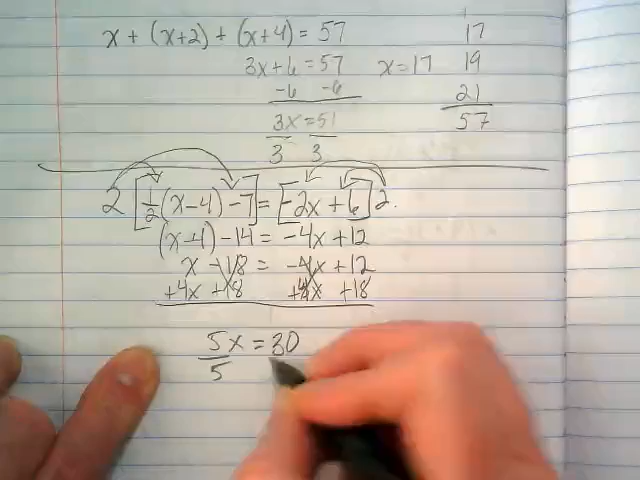 x + (x+2) + (x+4) = 57 17
3x+6 = 57 x=17 19
-6 -6 21
3x = 51 57
3 3
2 [½(x-4) -7] = [-2x + 6] 2.
(x-4) -14 = -4x +12
x -18 = -4x +12
+4x +18 +4x +18
5x = 30
5